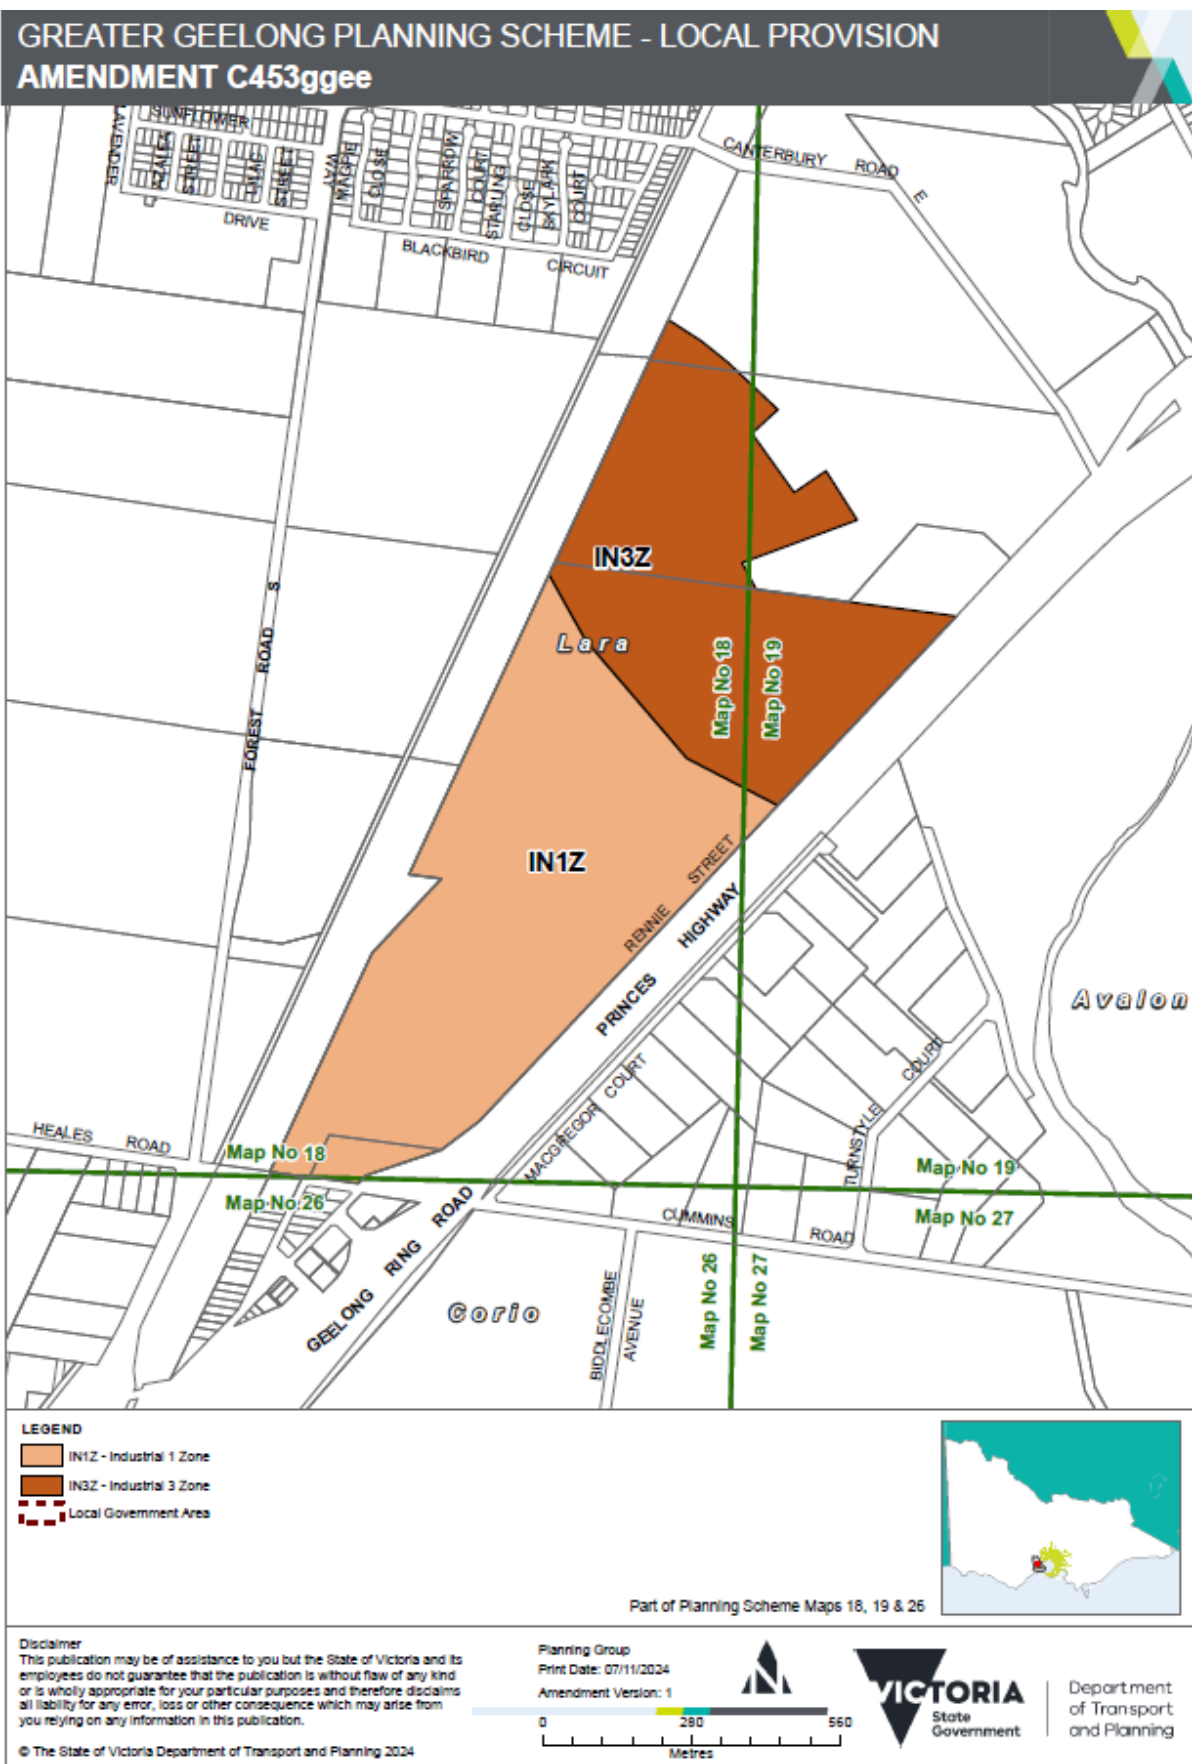 GREATER GEELONG PLANNING SCHEME - LOCAL PROVISION
AMENDMENT C453ggee
LAVENDER
SUNFLOWER
AZALEA
STREET
LILAC
STREET
DRIVE
WAY
MAGPIE
CLOSE
SPARROW
COURT
STARLING
CLOSE
SKYLARK
COURT
BLACKBIRD
CIRCUIT
CANTERBURY
ROAD
E
IN3Z
Lara
Map No 18
Map No 19
FOREST
ROAD
S
IN1Z
RENNIE
STREET
PRINCES
HIGHWAY
Avalon
MACGREGOR
COURT
TURNSTYLE
COURT
HEALES
ROAD
Map No 18
Map No 26
Map No 19
Map No 27
CUMMINS
ROAD
GEELONG
RING
ROAD
Corio
BIDDLECOMBE
AVENUE
Map No 26
Map No 27
LEGEND
IN1Z - Industrial 1 Zone
IN3Z - Industrial 3 Zone
Local Government Area
Part of Planning Scheme Maps 18, 19 & 26
Disclaimer
This publication may be of assistance to you but the State of Victoria and its
employees do not guarantee that the publication is without flaw of any kind
or is wholly appropriate for your particular purposes and therefore disclaims
all liability for any error, loss or other consequence which may arise from
you relying on any information in this publication.
© The State of Victoria Department of Transport and Planning 2024
Planning Group
Print Date: 07/11/2024
Amendment Version: 1
N
0
280
560
Metres
VICTORIA
State
Government
Department
of Transport
and Planning